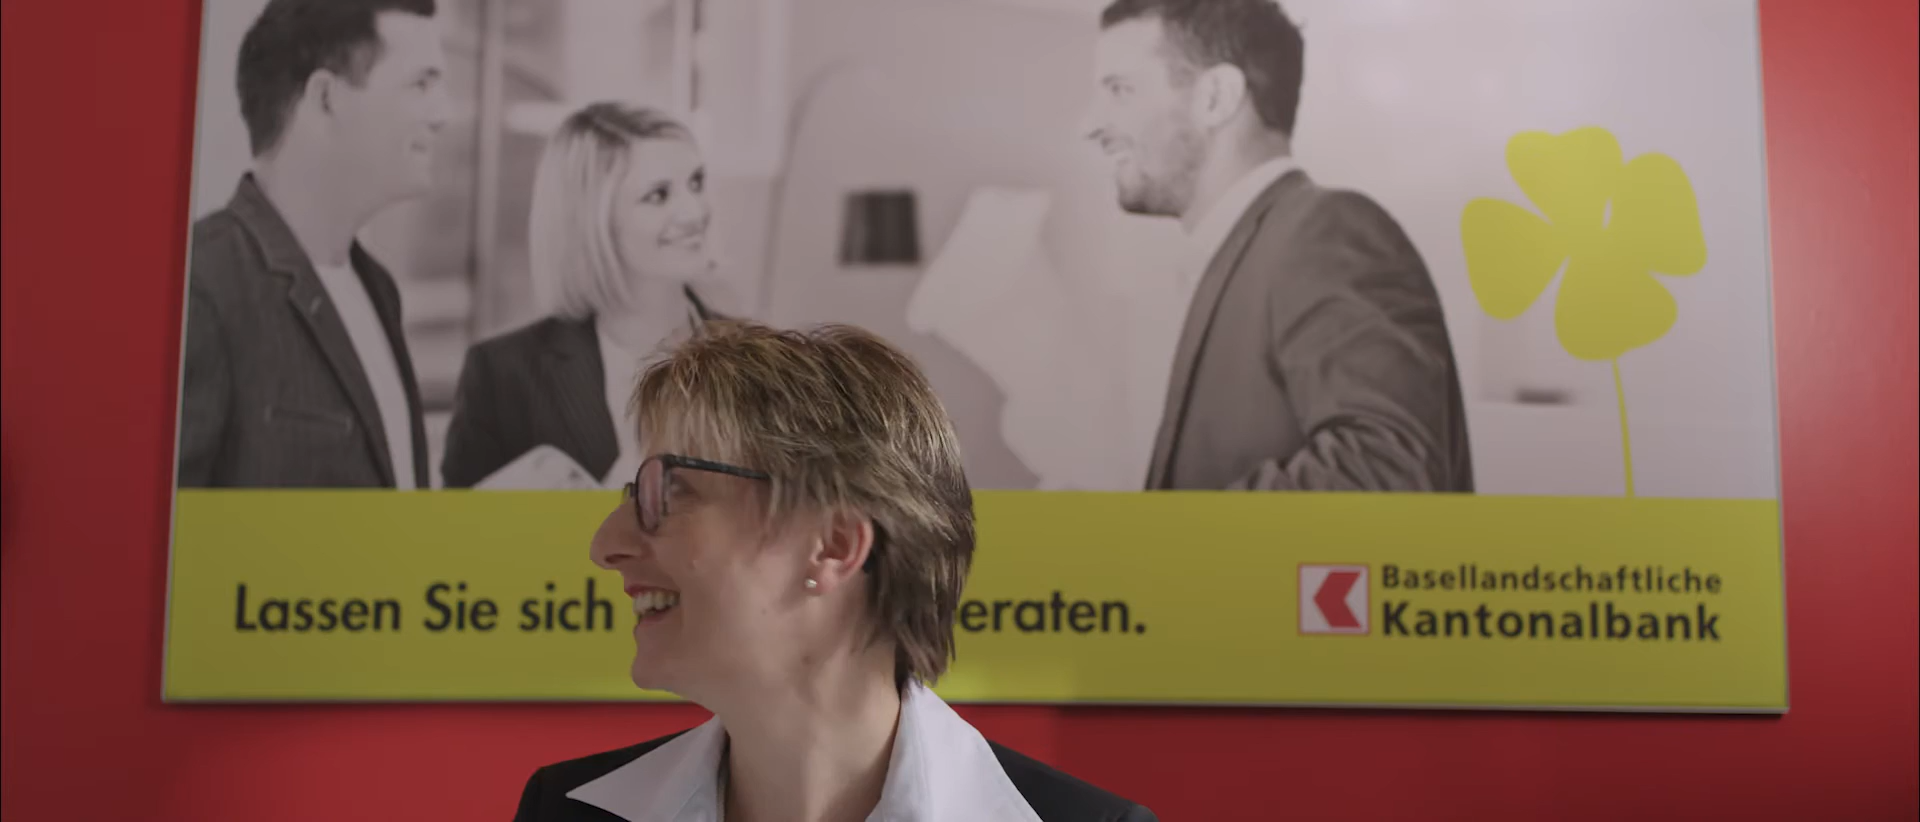 Lassen Sie sich eraten.
Basellandschaftliche
Kantonalbank